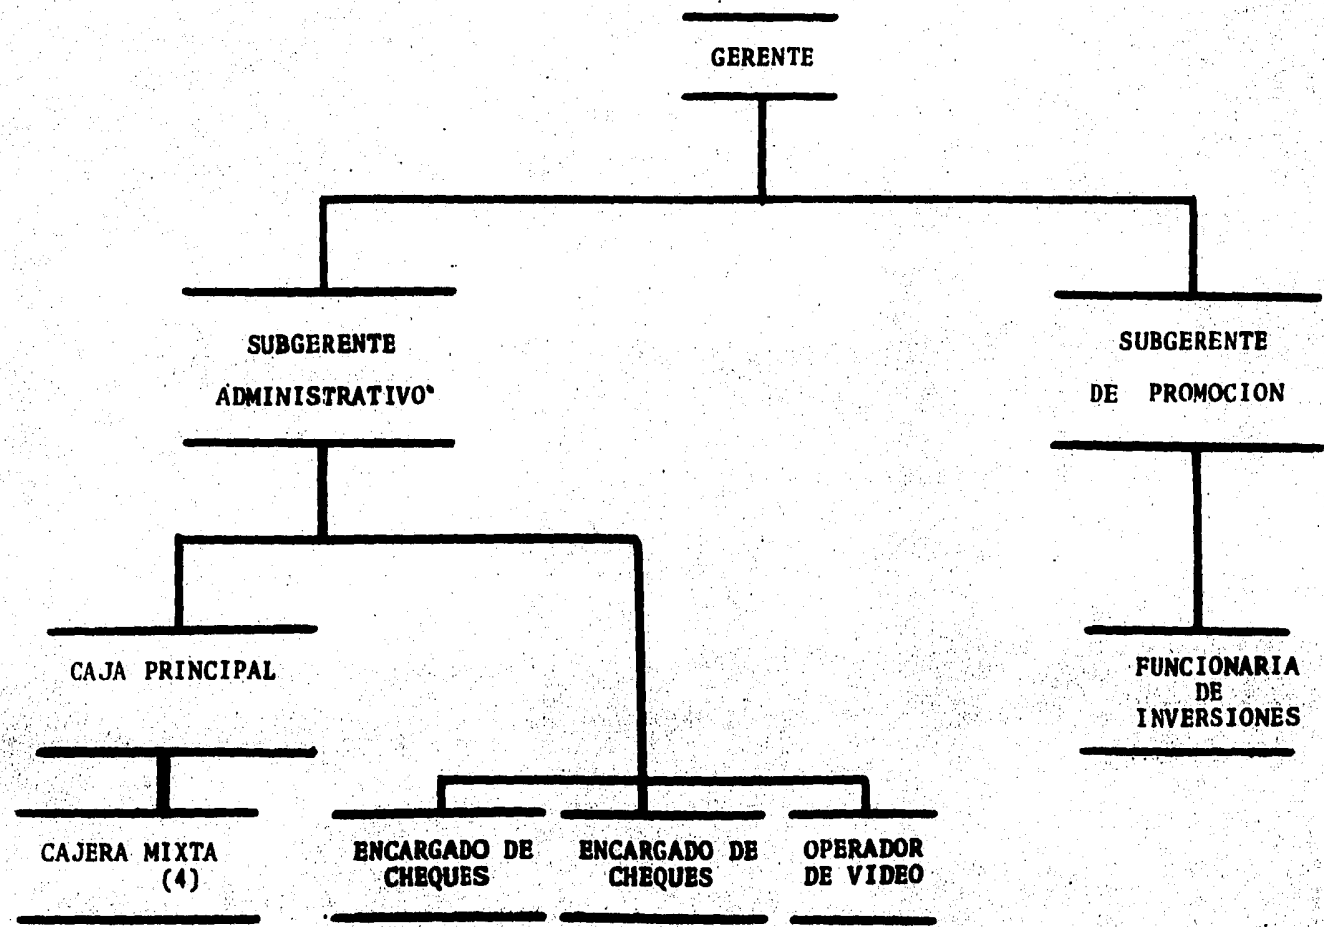 GERENTE
SUBGERENTE
ADMINISTRATIVO
SUBGERENTE
DE PROMOCION
CAJA PRINCIPAL
FUNCIONARIA
DE
INVERSIONES
CAJERA MIXTA
(4)
ENCARGADO DE
CHEQUES
ENCARGADO DE
CHEQUES
OPERADOR
DE VIDEO